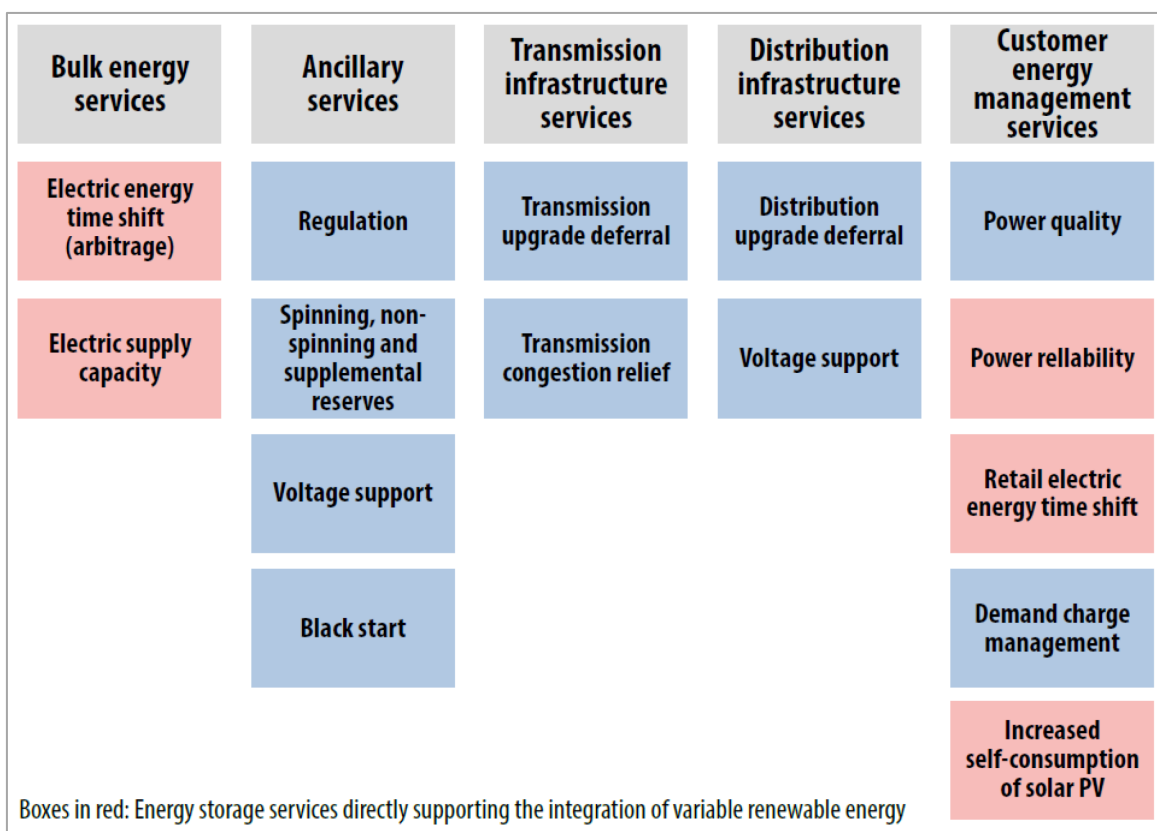 Bulk energy
services
Ancillary
services
Transmission
infrastructure
services
Distribution
infrastructure
services
Customer
energy
management
services
Electric energy
time shift
(arbitrage)
Regulation
Transmission
upgrade deferral
Distribution
upgrade deferral
Power quality
Electric supply
capacity
Spinning, non-
spinning and
supplemental
reserves
Transmission
congestion relief
Voltage support
Power rellability
Voltage support
Retail electric
energy time shift
Black start
Demand charge
management
Increased
self-consumption
of solar PV
Boxes in red: Energy storage services directly supporting the integration of variable renewable energy